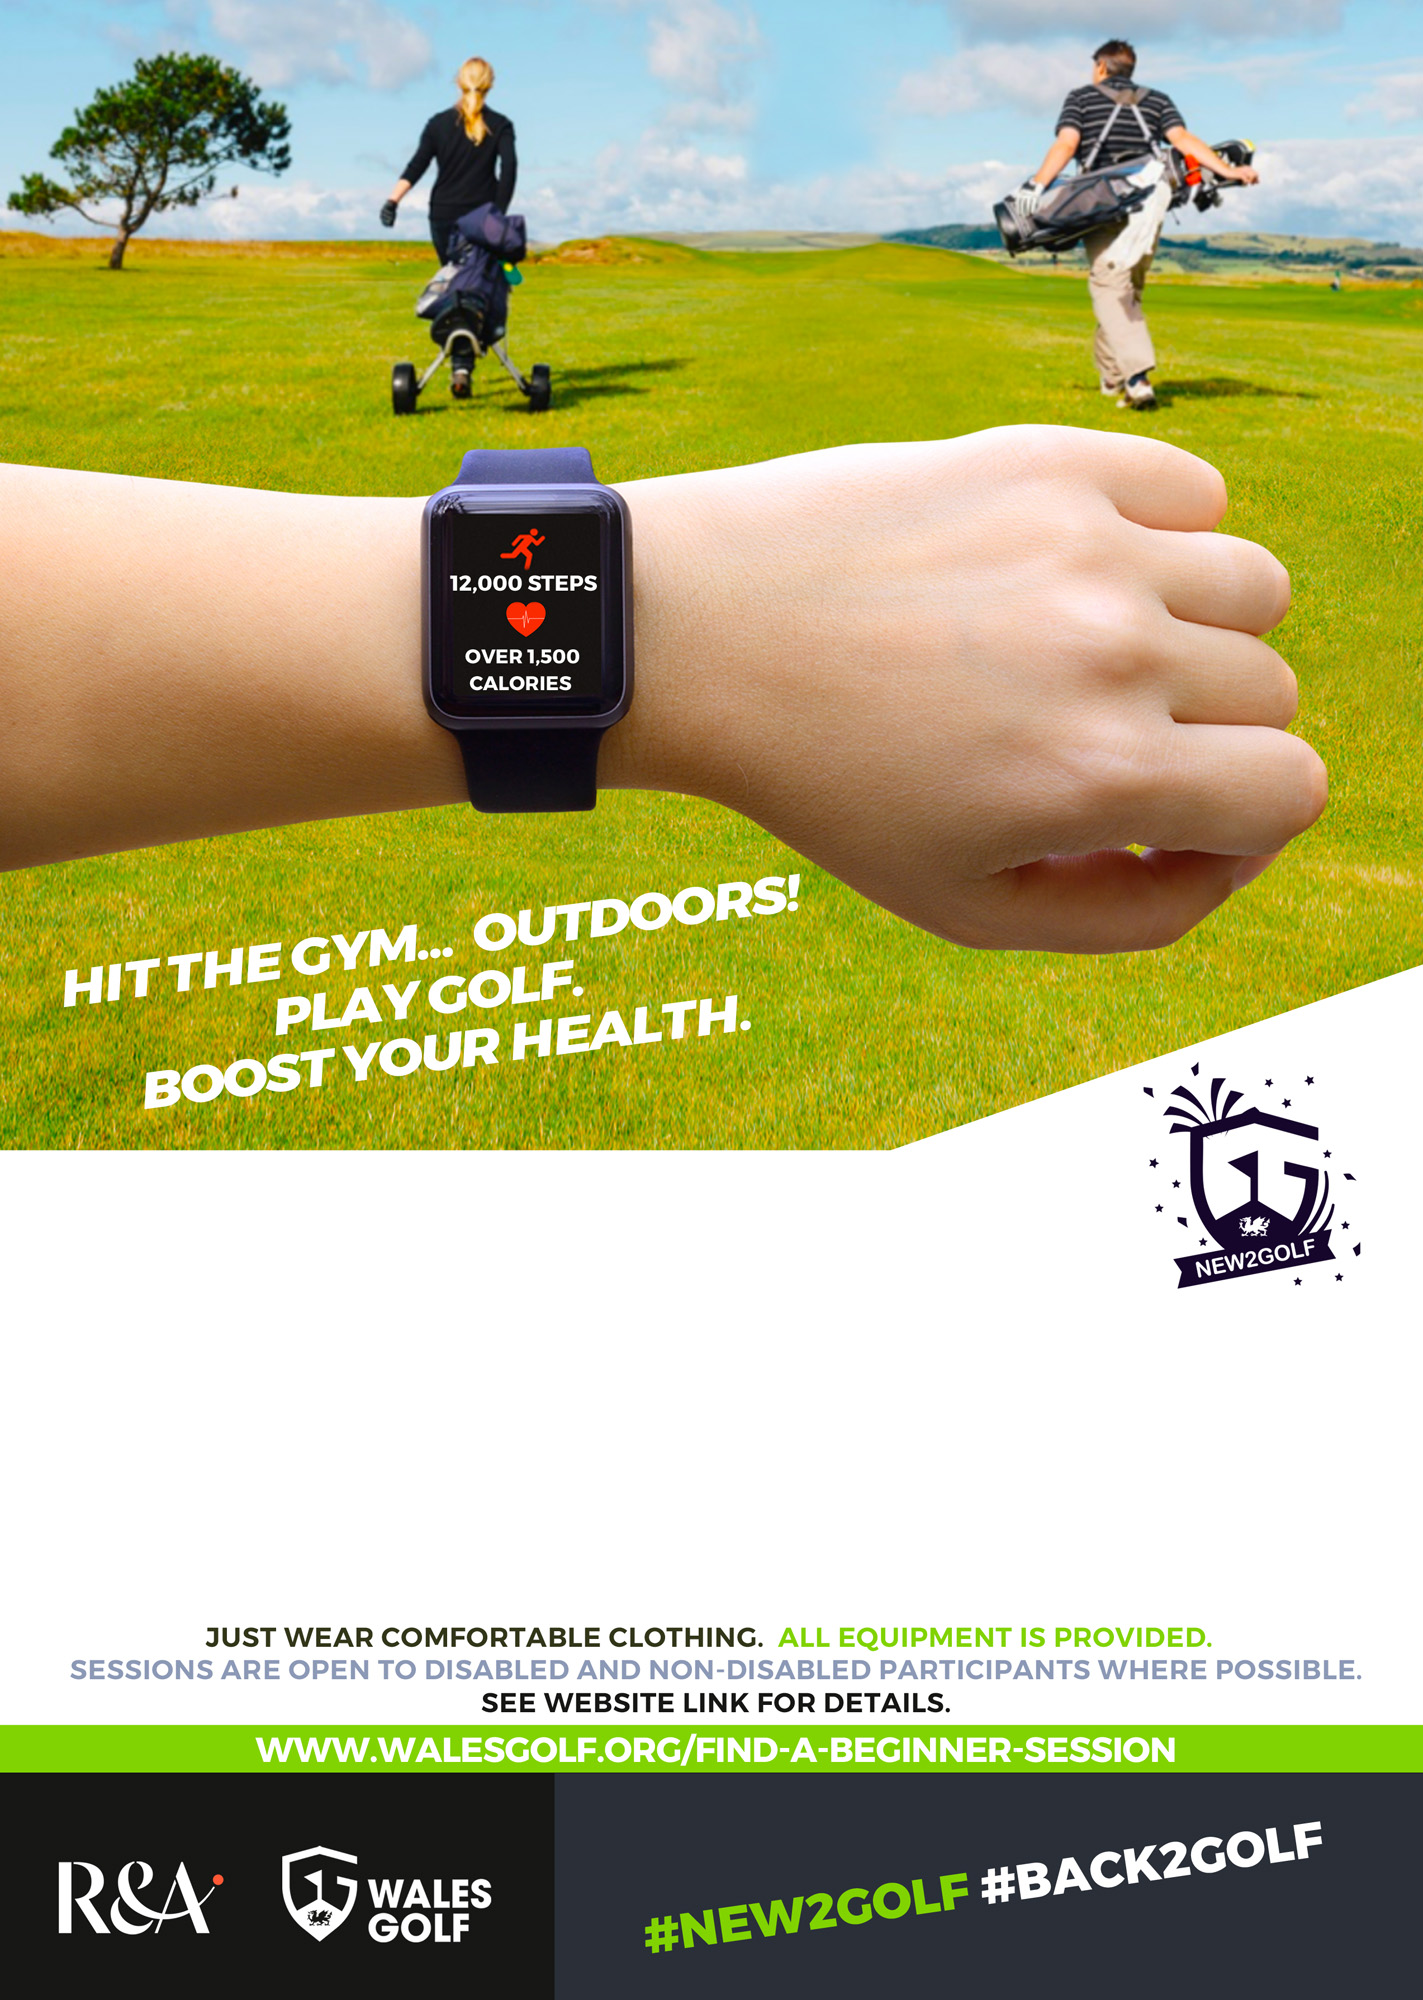 12,000 STEPS
OVER 1,500
CALORIES
HIT THE GYM... OUTDOORS!
PLAY GOLF.
BOOST YOUR HEALTH.
NEW2GOLF
JUST WEAR COMFORTABLE CLOTHING. ALL EQUIPMENT IS PROVIDED.
SESSIONS ARE OPEN TO DISABLED AND NON-DISABLED PARTICIPANTS WHERE POSSIBLE.
SEE WEBSITE LINK FOR DETAILS.
WWW.WALESGOLF.ORG/FIND-A-BEGINNER-SESSION
R&A
WALES
GOLF
#NEW2GOLF #BACK2GOLF